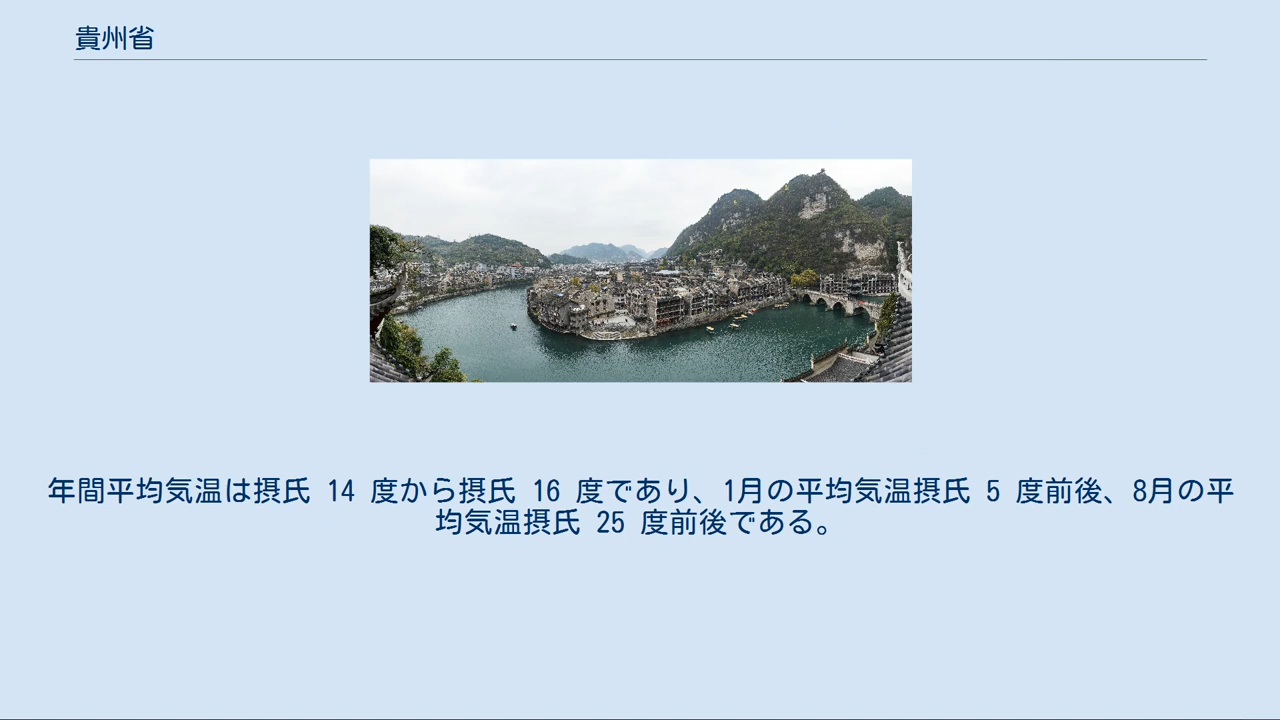 貴州省
年間平均気温は摂氏 14 度から摂氏 16 度であり、1月の平均気温摂氏 5 度前後、8月の平
均気温摂氏 25 度前後である。